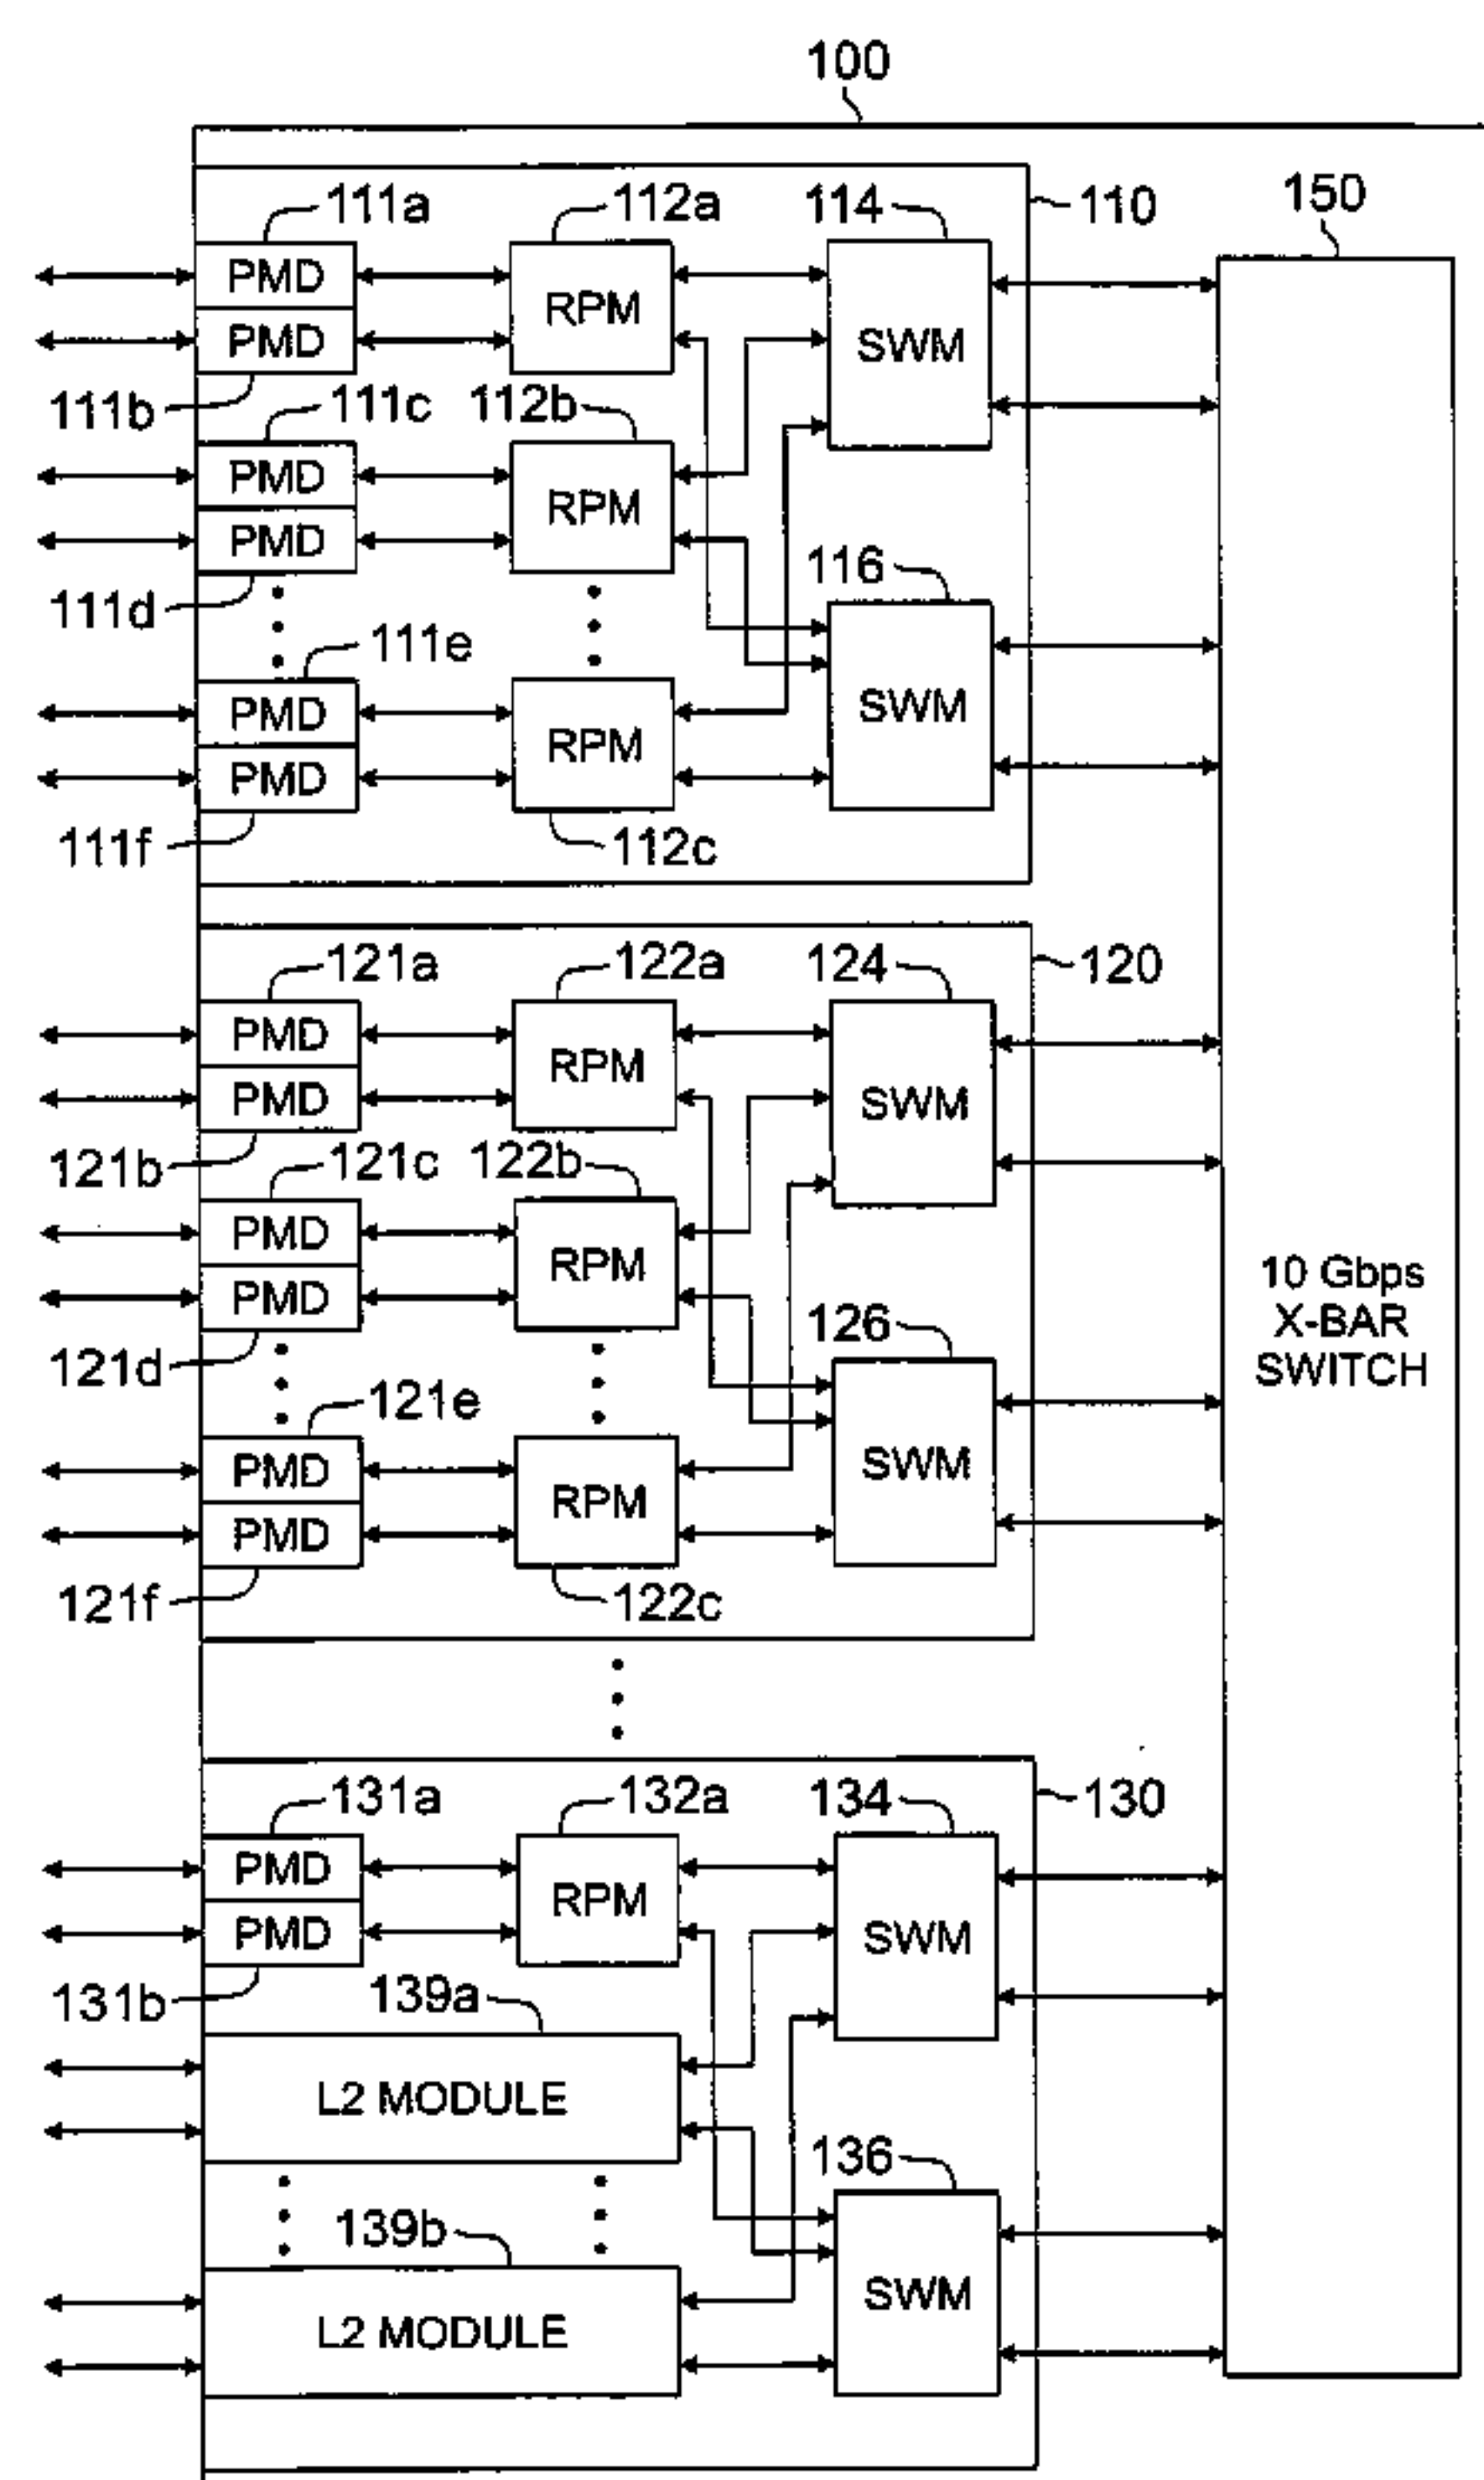 100
111a 112a 114 110 150
PMD
RPM
PMD
SWM
111b 111c 112b
PMD
RPM
PMD
116
111d
111e
PMD
SWM
RPM
PMD
111f 112c
121a 122a 124 120
PMD
RPM
PMD
SWM
121b 121c 122b
PMD
RPM
PMD
10 Gbps
X-BAR
SWITCH
126
121d
121e
PMD
SWM
RPM
PMD
121f 122c
131a 132a 134 130
PMD
RPM
PMD
SWM
131b 139a
L2 MODULE
136
139b
SWM
L2 MODULE